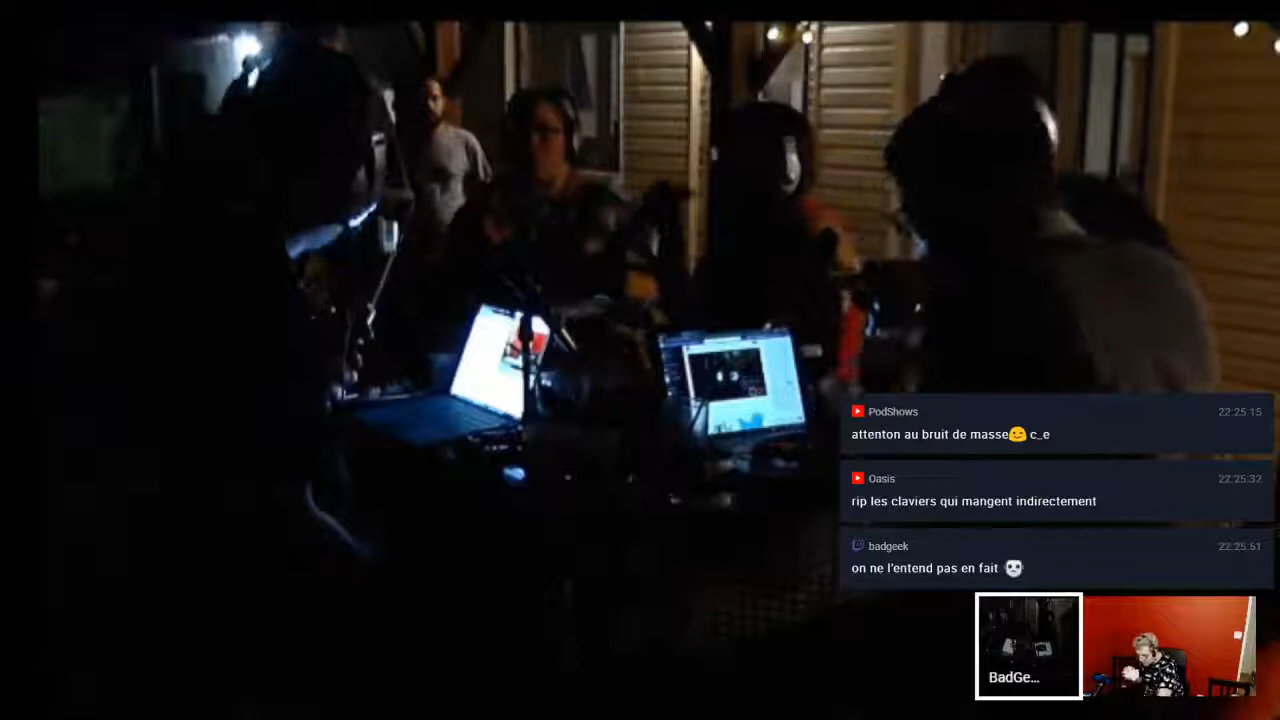 PodShows 22:25:15
attenton au bruit de masse😊 c_e
Oasis 22:25:32
rip les claviers qui mangent indirectement
badgeek 22:25:51
on ne l'entend pas en fait 💀
BadGe...